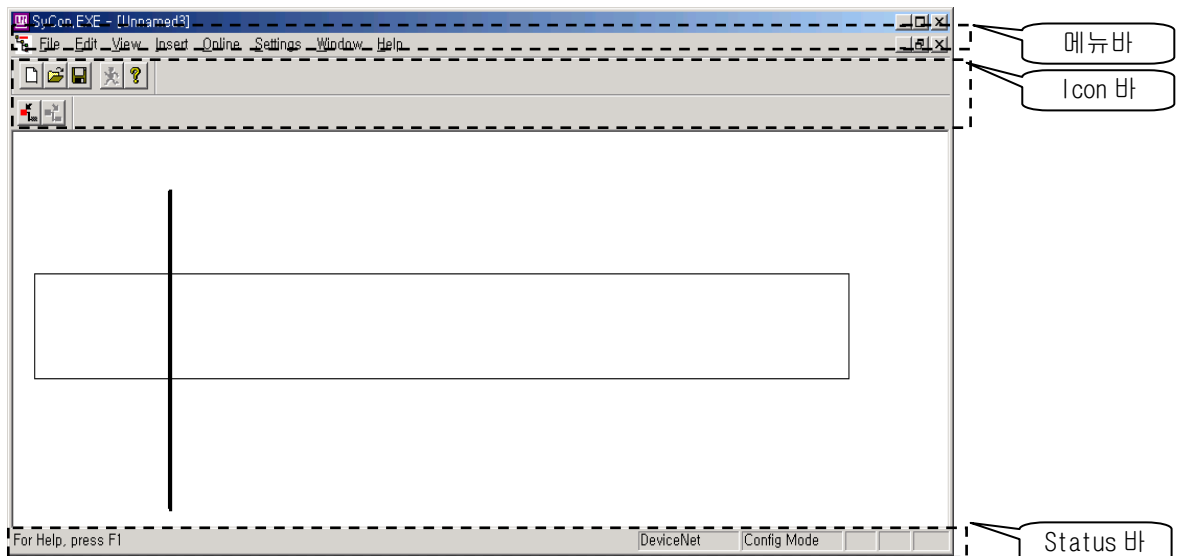 SyCon.EXE - [Unnamed3]
File Edit View Insert Online Settings Window Help
메뉴바
Icon 바
For Help, press F1
DeviceNet
Config Mode
Status 바